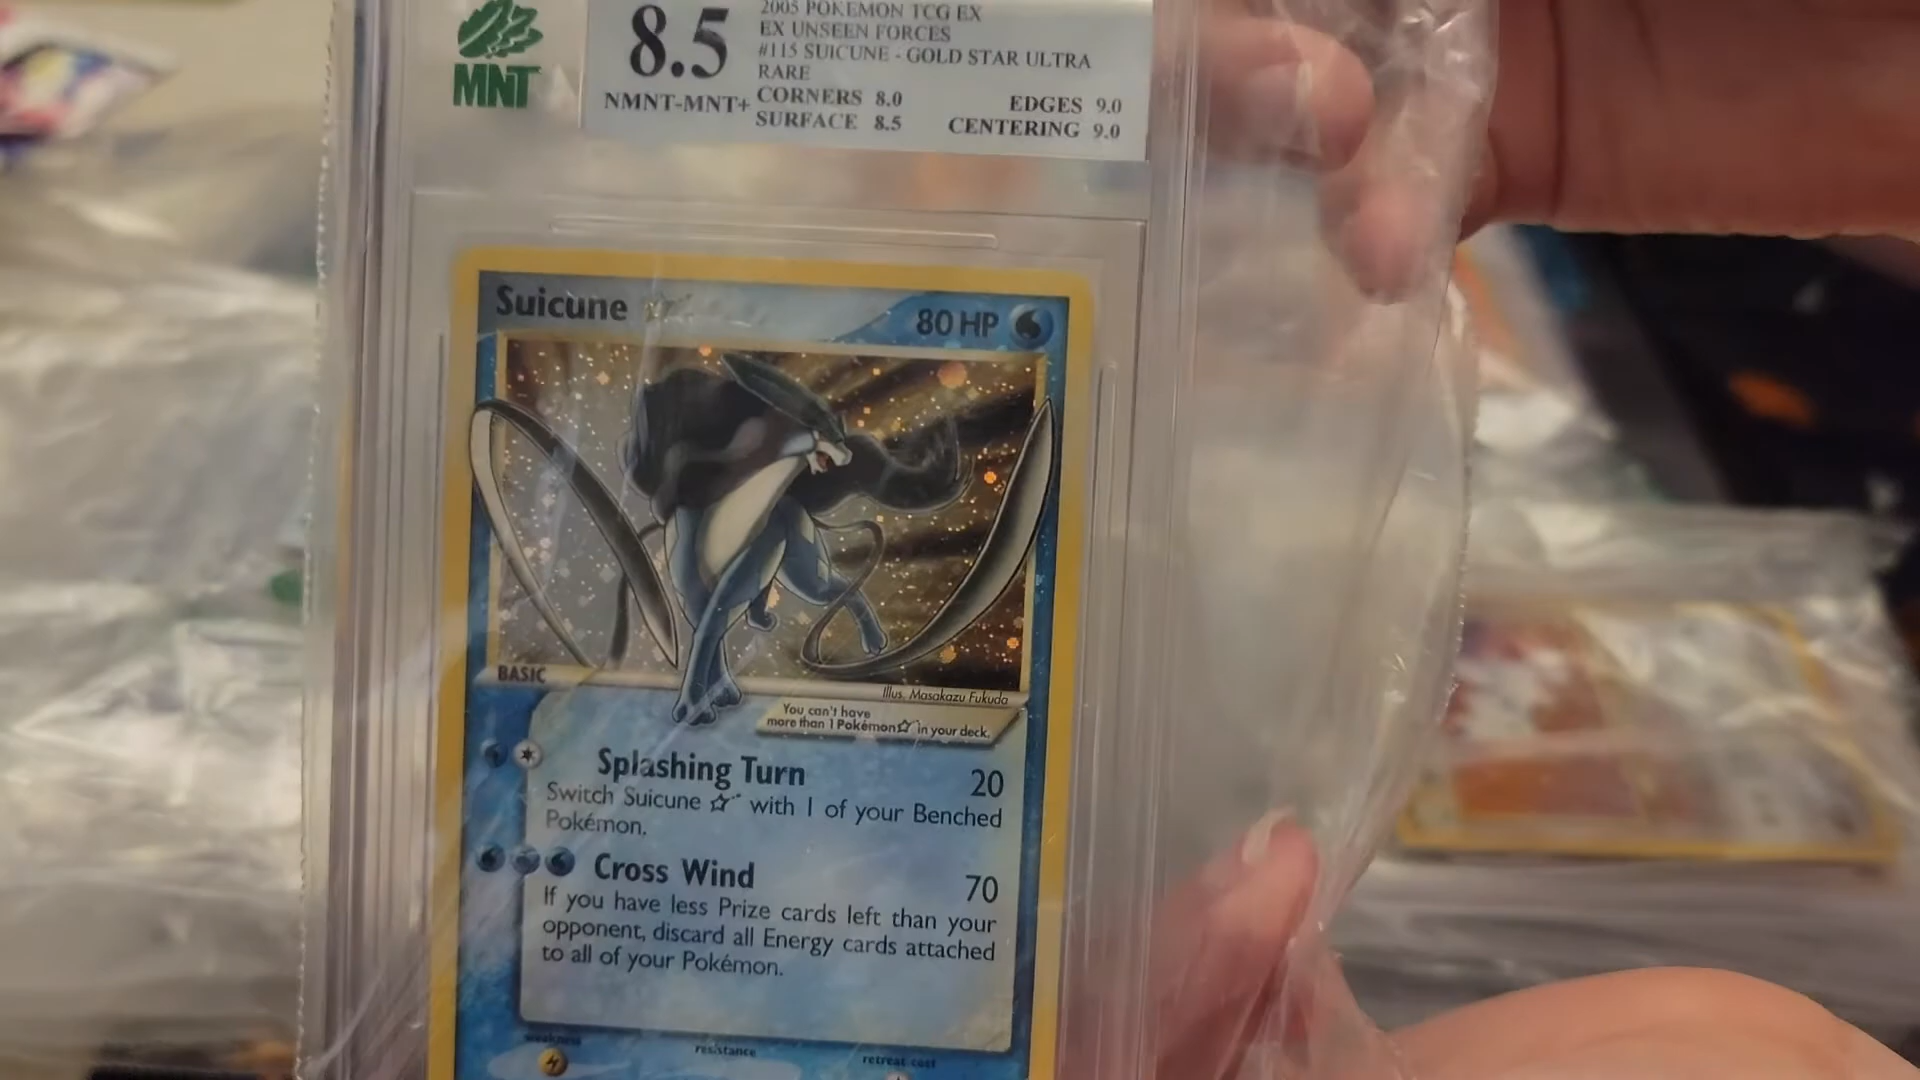 MNT
8.5
NMNT-MNT+
2005 POKEMON TCG EX
EX UNSEEN FORCES
#115 SUICUNE - GOLD STAR ULTRA
RARE
CORNERS 8.0 EDGES 9.0
SURFACE 8.5 CENTERING 9.0
Suicune ☆ 80 HP
BASIC
Illus. Masakazu Fukuda
You can't have
more than 1 Pokémon☆ in your deck.
Splashing Turn 20
Switch Suicune ☆ with 1 of your Benched
Pokémon.
Cross Wind 70
If you have less Prize cards left than your
opponent, discard all Energy cards attached
to all of your Pokémon.
weakness resistance retreat cost